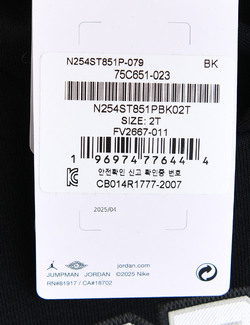 N254ST851P-079 BK
75C651-023
N254ST851PBK02T
SIZE: 2T
FV2667-011
1 96974 77644 4
안전확인 신고 확인증 번호
CB014R1777-2007
2025/04
jordan.com
JUMPMAN JORDAN ©2025 Nike
RN#81917 / CA#18702